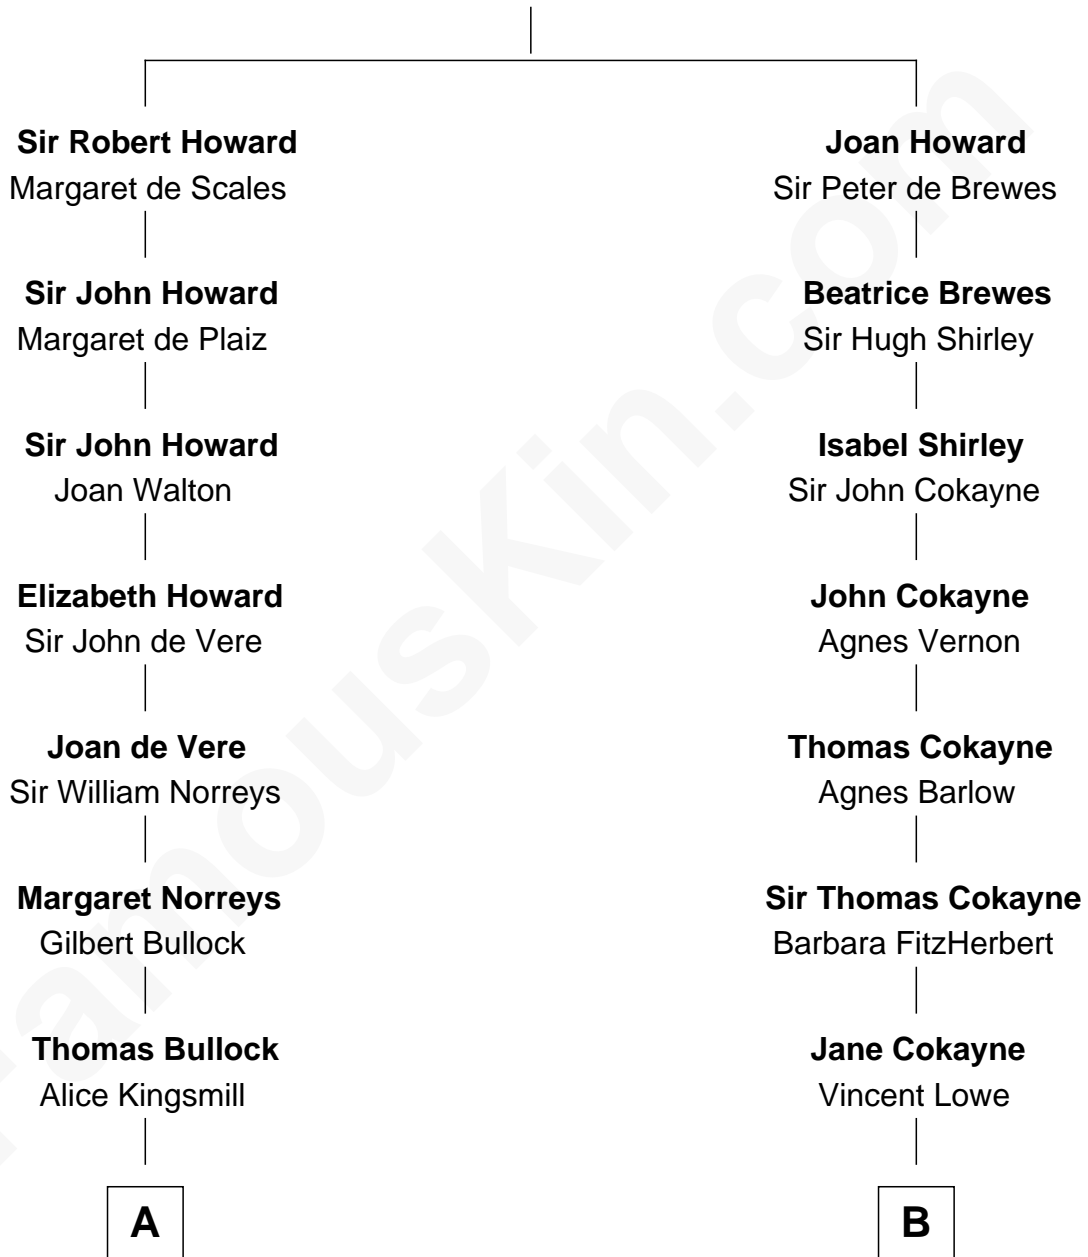 Sir Robert Howard
Margaret de Scales
Sir John Howard
Margaret de Plaiz
Sir John Howard
Joan Walton
Elizabeth Howard
Sir John de Vere
Joan de Vere
Sir William Norreys
Margaret Norreys
Gilbert Bullock
Thomas Bullock
Alice Kingsmill
A
Joan Howard
Sir Peter de Brewes
Beatrice Brewes
Sir Hugh Shirley
Isabel Shirley
Sir John Cokayne
John Cokayne
Agnes Vernon
Thomas Cokayne
Agnes Barlow
Sir Thomas Cokayne
Barbara FitzHerbert
Jane Cokayne
Vincent Lowe
B
FamousKin.com